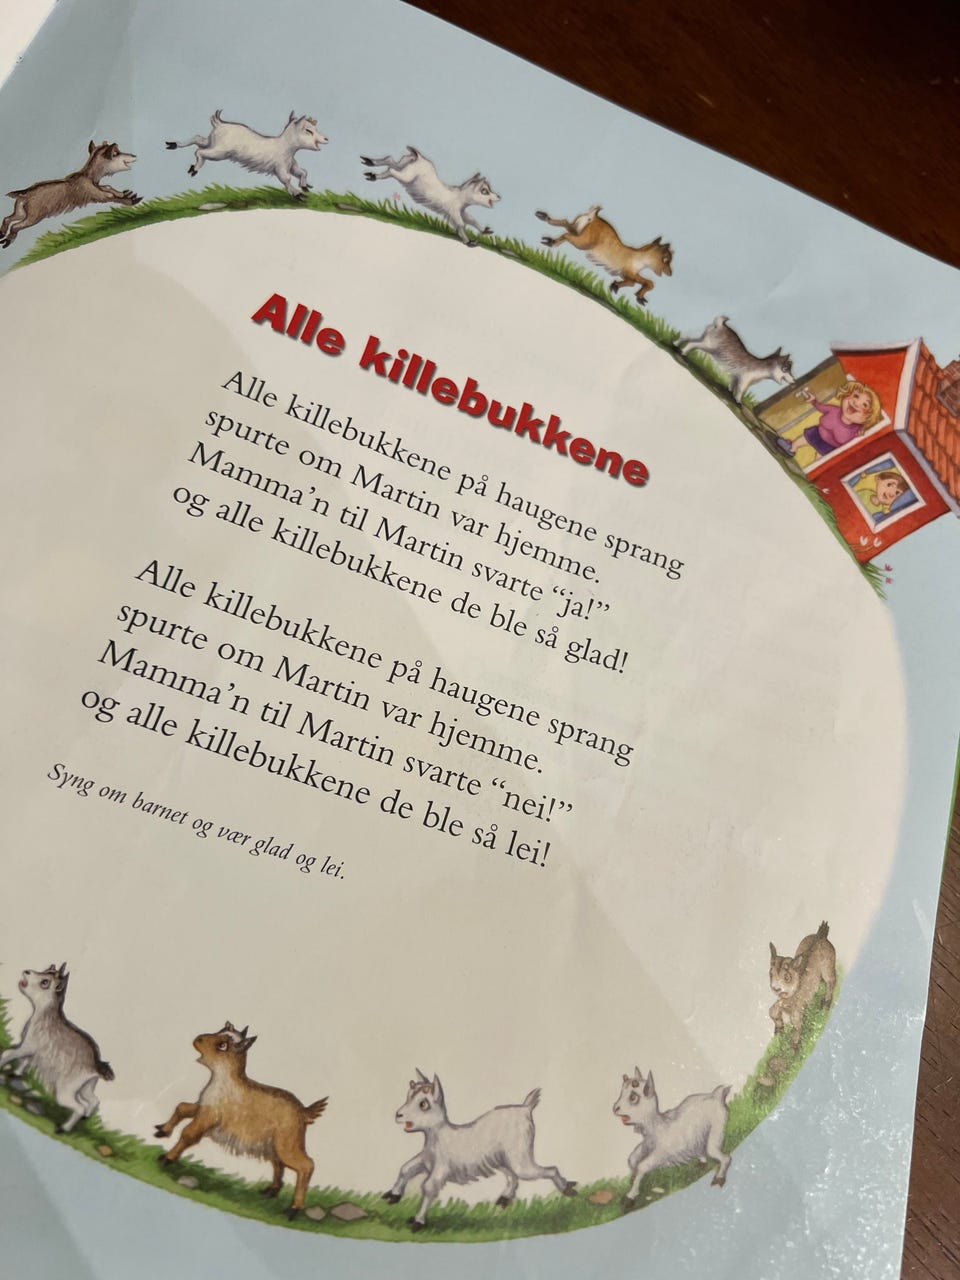 Alle killebukkene
Alle killebukkene på haugene sprang
spurte om Martin var hjemme.
Mamma’n til Martin svarte “ja!”
og alle killebukkene de ble så glad!
Alle killebukkene på haugene sprang
spurte om Martin var hjemme.
Mamma’n til Martin svarte “nei!”
og alle killebukkene de ble så lei!
Syng om barnet og vær glad og lei.